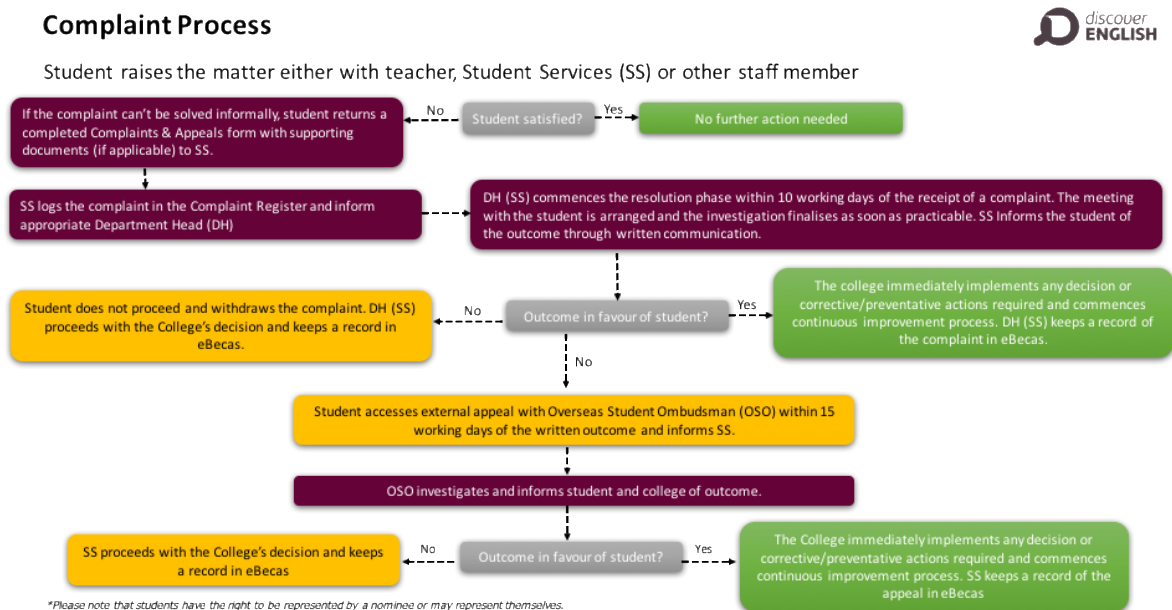 Complaint Process
discover
ENGLISH
Student raises the matter either with teacher, Student Services (SS) or other staff member
If the complaint can't be solved informally, student returns a
completed Complaints & Appeals form with supporting
documents (if applicable) to SS.
No
Student satisfied?
Yes
No further action needed
SS logs the complaint in the Complaint Register and inform
appropriate Department Head (DH)
DH (SS) commences the resolution phase within 10 working days of the receipt of a complaint. The meeting
with the student is arranged and the investigation finalises as soon as practicable. SS Informs the student of
the outcome through written communication.
Student does not proceed and withdraws the complaint. DH (SS)
proceeds with the College's decision and keeps a record in
eBecas.
No
Outcome in favour of student?
Yes
The college immediately implements any decision or
corrective/preventative actions required and commences
continuous improvement process. DH (SS) keeps a record of
the complaint in eBecas.
No
Student accesses external appeal with Overseas Student Ombudsman (OSO) within 15
working days of the written outcome and informs SS.
OSO investigates and informs student and college of outcome.
SS proceeds with the College's decision and keeps
a record in eBecas
No
Outcome in favour of student?
Yes
The College immediately implements any decision or
corrective/preventative actions required and commences
continuous improvement process. SS keeps a record of the
appeal in eBecas
*Please note that students have the right to be represented by a nominee or may represent themselves.